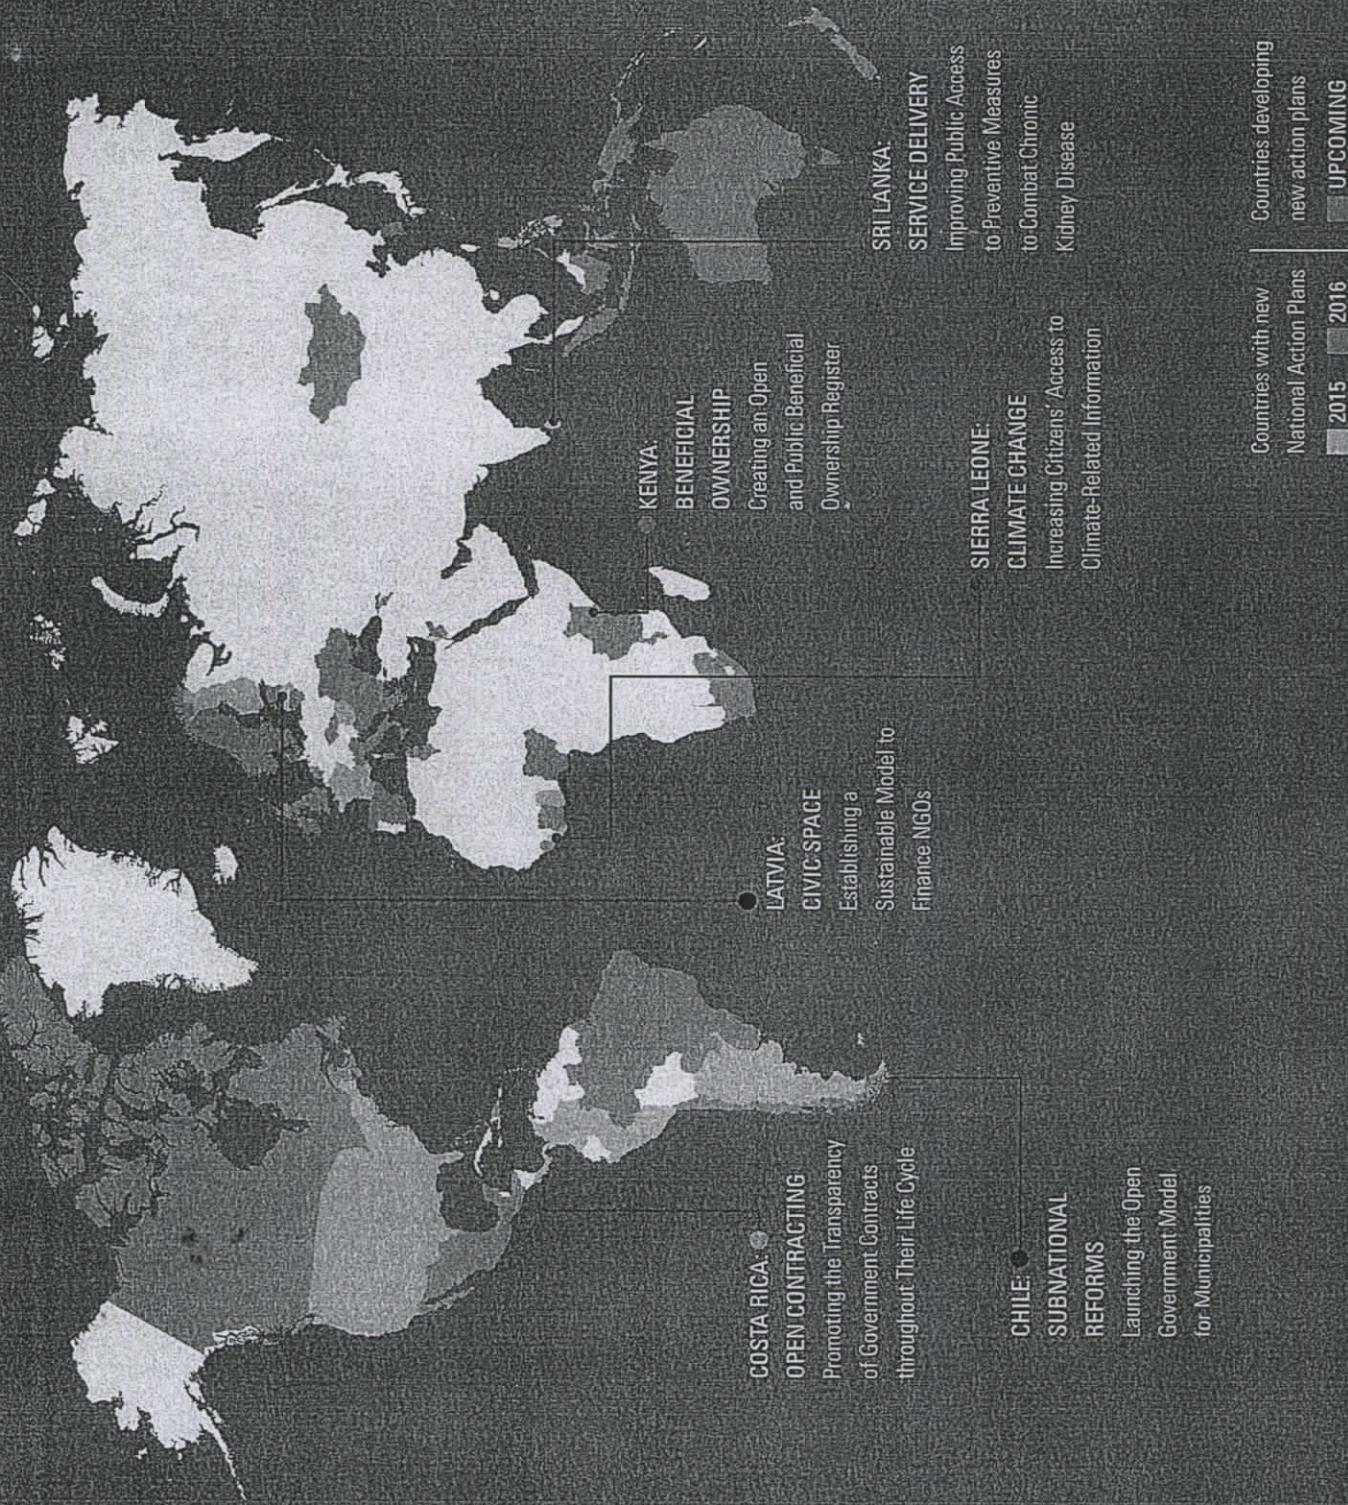 COSTA RICA:
OPEN CONTRACTING
Promoting the Transparency
of Government Contracts
throughout Their Life Cycle
CHILE:
SUBNATIONAL
REFORMS
Launching the Open
Government Model
for Municipalities
LATVIA:
CIVIC SPACE
Establishing a
Sustainable Model to
Finance NGOs
KENYA:
BENEFICIAL
OWNERSHIP
Creating an Open
and Public Beneficial
Ownership Register
SIERRA LEONE:
CLIMATE CHANGE
Increasing Citizens' Access to
Climate-Related Information
SRI LANKA:
SERVICE DELIVERY
Improving Public Access
to Preventive Measures
to Combat Chronic
Kidney Disease
Countries with new
National Action Plans
2015 2016
Countries developing
new action plans
UPCOMING